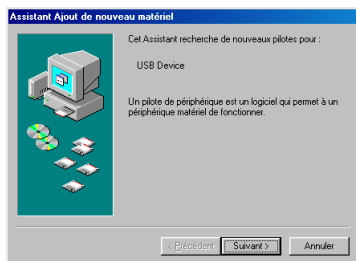 Assistant Ajout de nouveau matériel
Cet Assistant recherche de nouveaux pilotes pour :
USB Device
Un pilote de périphérique est un logiciel qui permet à un
périphérique matériel de fonctionner.
< Précédent
Suivant >
Annuler